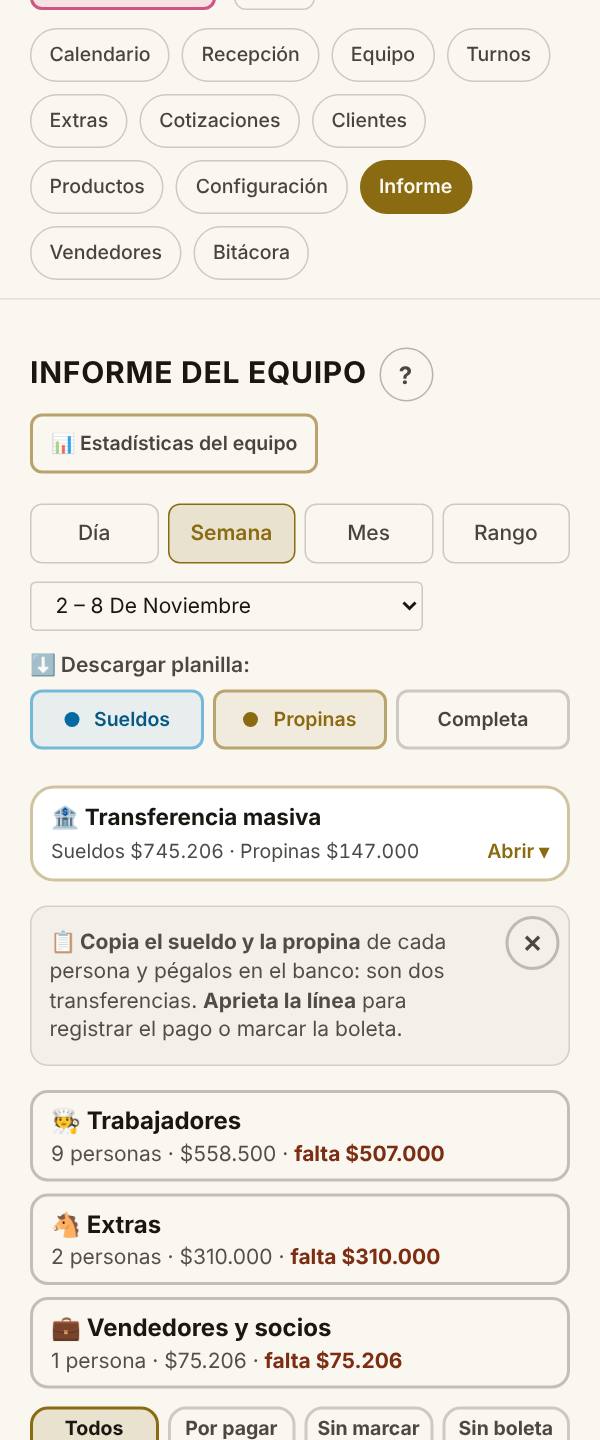 Calendario Recepción Equipo Turnos
Extras Cotizaciones Clientes
Productos Configuración Informe
Vendedores Bitácora
INFORME DEL EQUIPO ?
📊 Estadísticas del equipo
Día Semana Mes Rango
2 – 8 De Noviembre
⬇️ Descargar planilla:
Sueldos Propinas Completa
🏦 Transferencia masiva
Sueldos $745.206 · Propinas $147.000 Abrir ▾
📋 Copia el sueldo y la propina de cada
persona y pégalos en el banco: son dos
transferencias. Aprieta la línea para
registrar el pago o marcar la boleta.
✕
🧑‍🍳 Trabajadores
9 personas · $558.500 · falta $507.000
🐴 Extras
2 personas · $310.000 · falta $310.000
💼 Vendedores y socios
1 persona · $75.206 · falta $75.206
Todos Por pagar Sin marcar Sin boleta